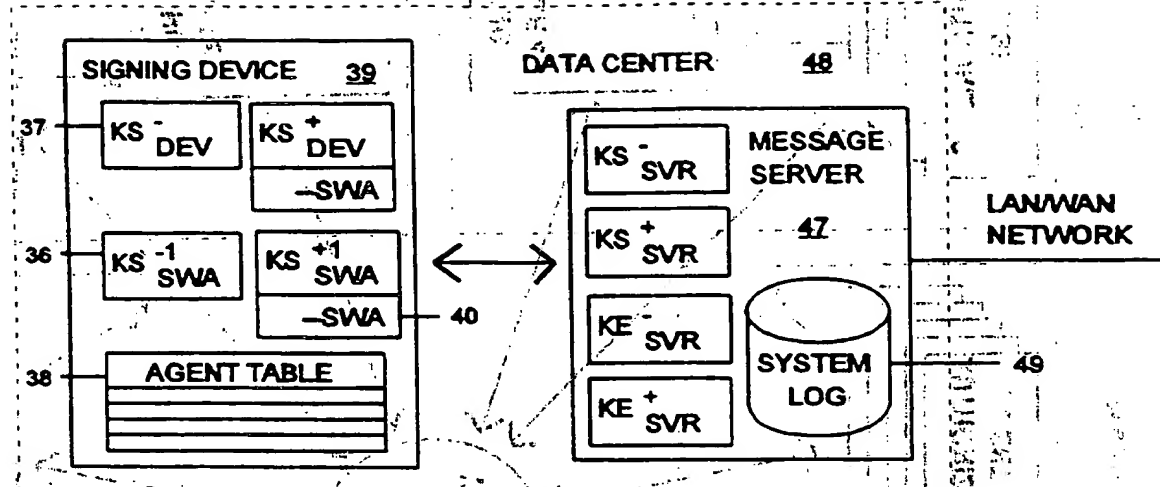 SIGNING DEVICE 39
37
KS - DEV
KS + DEV
–SWA
36
KS -1 SWA
KS +1 SWA
–SWA
40
38
AGENT TABLE
DATA CENTER 48
KS - SVR
KS + SVR
KE - SVR
KE + SVR
MESSAGE
SERVER
47
SYSTEM
LOG
49
LAN/WAN
NETWORK